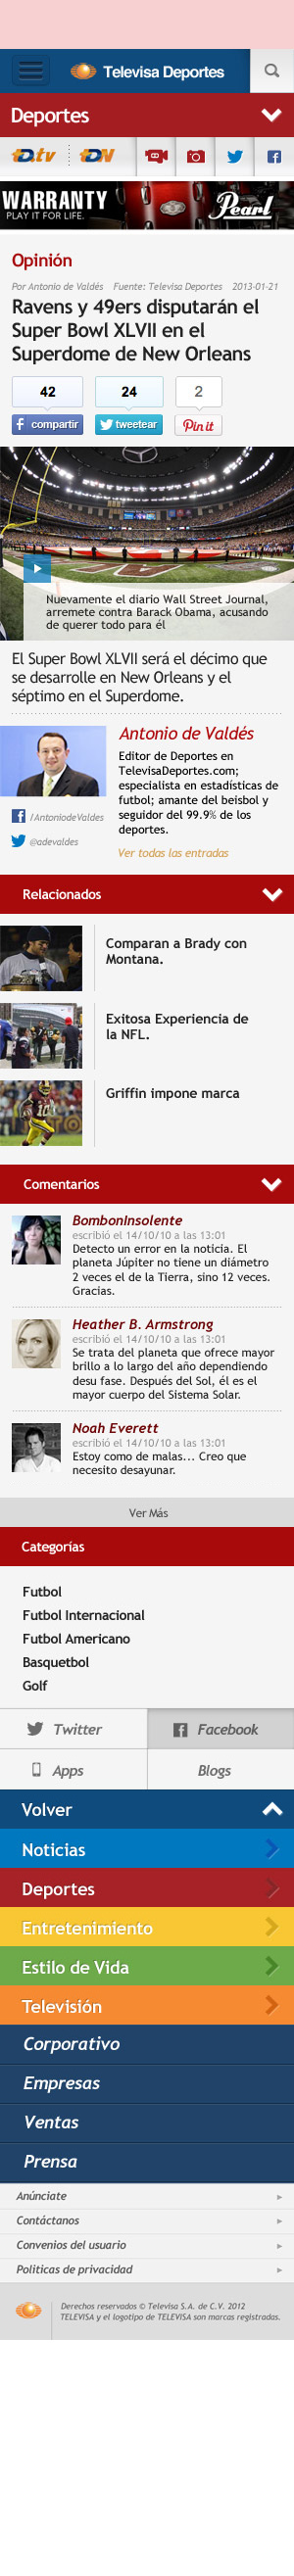 Televisa Deportes
Deportes
TD.tv
TDN
WARRANTY
PLAY IT FOR LIFE.
Pearl
Opinión
Por Antonio de Valdés Fuente: Televisa Deportes 2013-01-21
Ravens y 49ers disputarán el
Super Bowl XLVII en el
Superdome de New Orleans
42 24 2
compartir tweetear Pin it
Nuevamente el diario Wall Street Journal,
arremete contra Barack Obama, acusando
de querer todo para él
El Super Bowl XLVII será el décimo que
se desarrolle en New Orleans y el
séptimo en el Superdome.
Antonio de Valdés
Editor de Deportes en
TelevisaDeportes.com;
especialista en estadísticas de
futbol; amante del beisbol y
seguidor del 99.9% de los
deportes.
/AntoniodeValdes
@adevaldes
Ver todas las entradas
Relacionados
Comparan a Brady con
Montana.
Exitosa Experiencia de
la NFL.
Griffin impone marca
Comentarios
BombonInsolente
escribió el 14/10/10 a las 13:01
Detecto un error en la noticia. El
planeta Júpiter no tiene un diámetro
2 veces el de la Tierra, sino 12 veces.
Gracias.
Heather B. Armstrong
escribió el 14/10/10 a las 13:01
Se trata del planeta que ofrece mayor
brillo a lo largo del año dependiendo
desu fase. Después del Sol, él es el
mayor cuerpo del Sistema Solar.
Noah Everett
escribió el 14/10/10 a las 13:01
Estoy como de malas... Creo que
necesito desayunar.
Ver Más
Categorías
Futbol
Futbol Internacional
Futbol Americano
Basquetbol
Golf
Twitter Facebook
Apps Blogs
Volver
Noticias
Deportes
Entretenimiento
Estilo de Vida
Televisión
Corporativo
Empresas
Ventas
Prensa
Anúnciate
Contáctanos
Convenios del usuario
Politicas de privacidad
Derechos reservados © Televisa S.A. de C.V. 2012
TELEVISA y el logotipo de TELEVISA son marcas registradas.